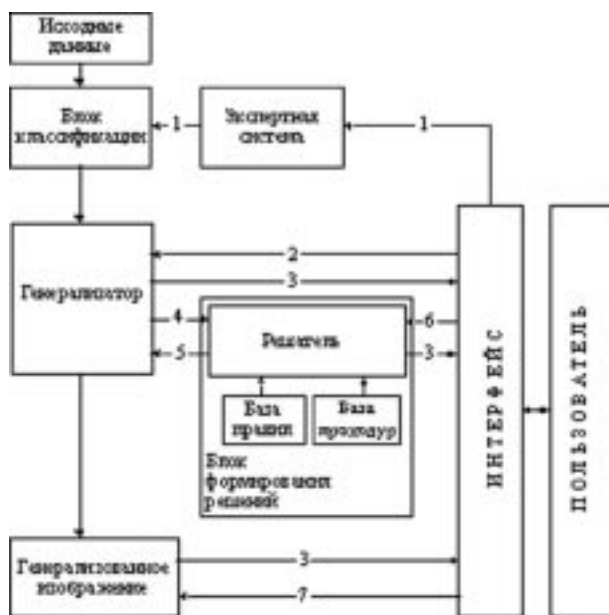 Исходные
данные
Блок
классификации
1
Экспертная
система
1
2
Генерализатор
3
4
6
Решатель
5
3
База
правил
База
процедур
Блок
формирования
решений
ИНТЕРФЕЙС
ПОЛЬЗОВАТЕЛЬ
Генерализованное
изображение
3
7